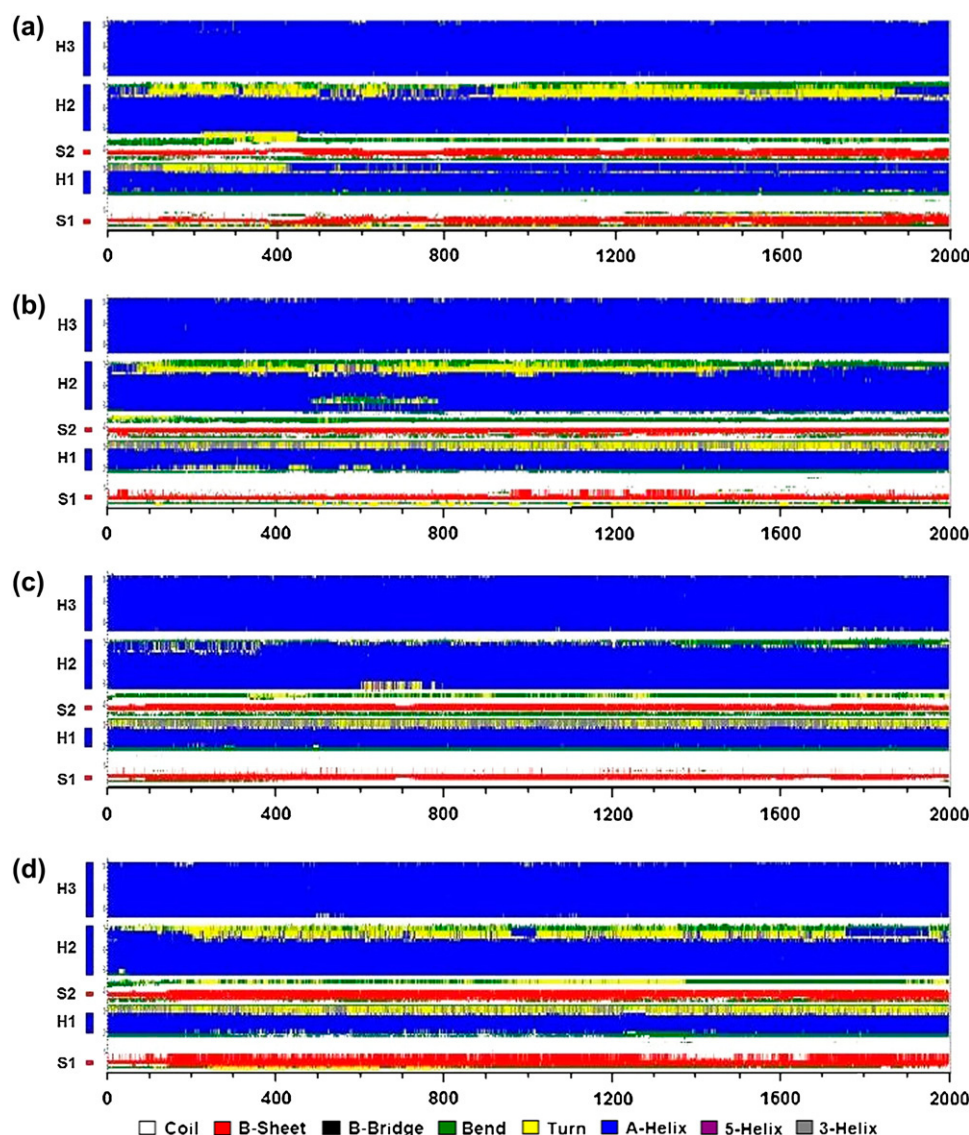 (a)
H3
H2
S2
H1
S1
0 400 1200 1600 2000
(b)
H3
H2
S2
H1
S1
0 400 800 1200 1600 2000
(c)
H3
H2
S2
H1
S1
0 400 800 1200 1600 2000
(d)
H3
H2
S2
H1
S1
0 400 800 1200 1600 2000
Coil B-Sheet B-Bridge Bend Turn A-Helix 5-Helix 3-Helix